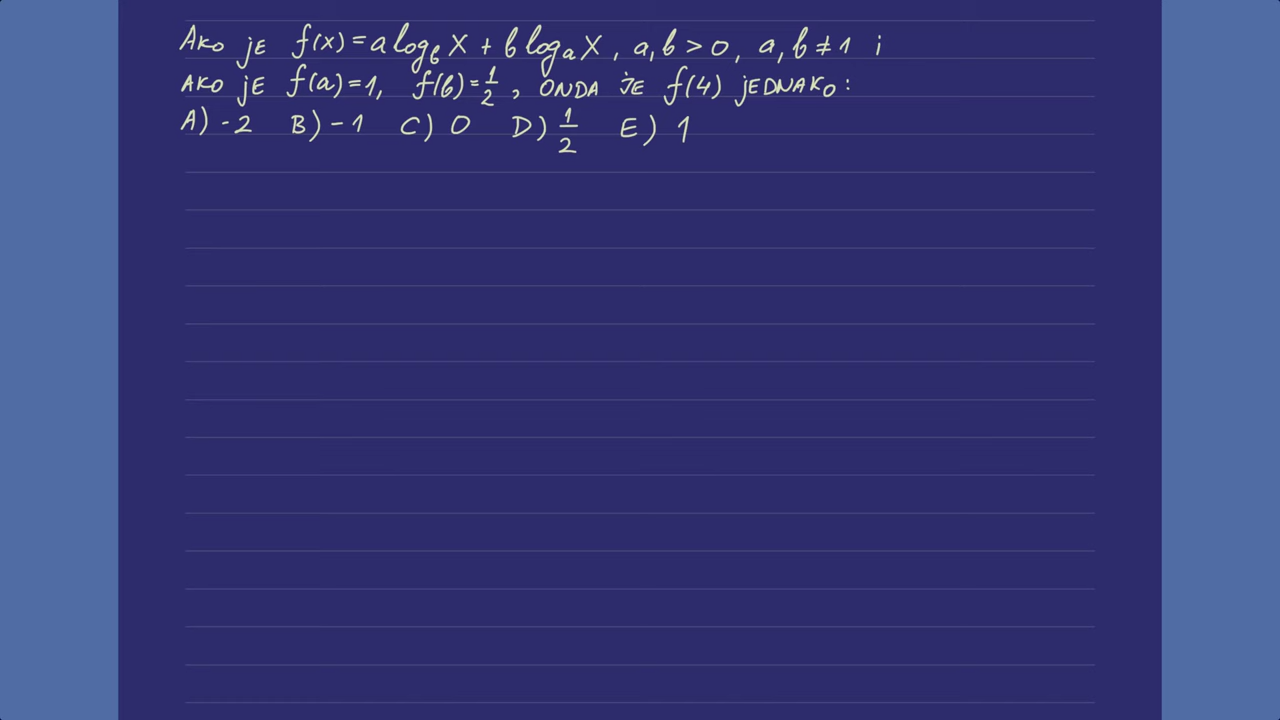 Ako je f(x) = a log_b x + b log_a x, a, b > 0, a, b ≠ 1 i
ako je f(a) = 1, f(b) = 1/2, onda je f(4) jednako:
A) -2 B) -1 C) 0 D) 1/2 E) 1